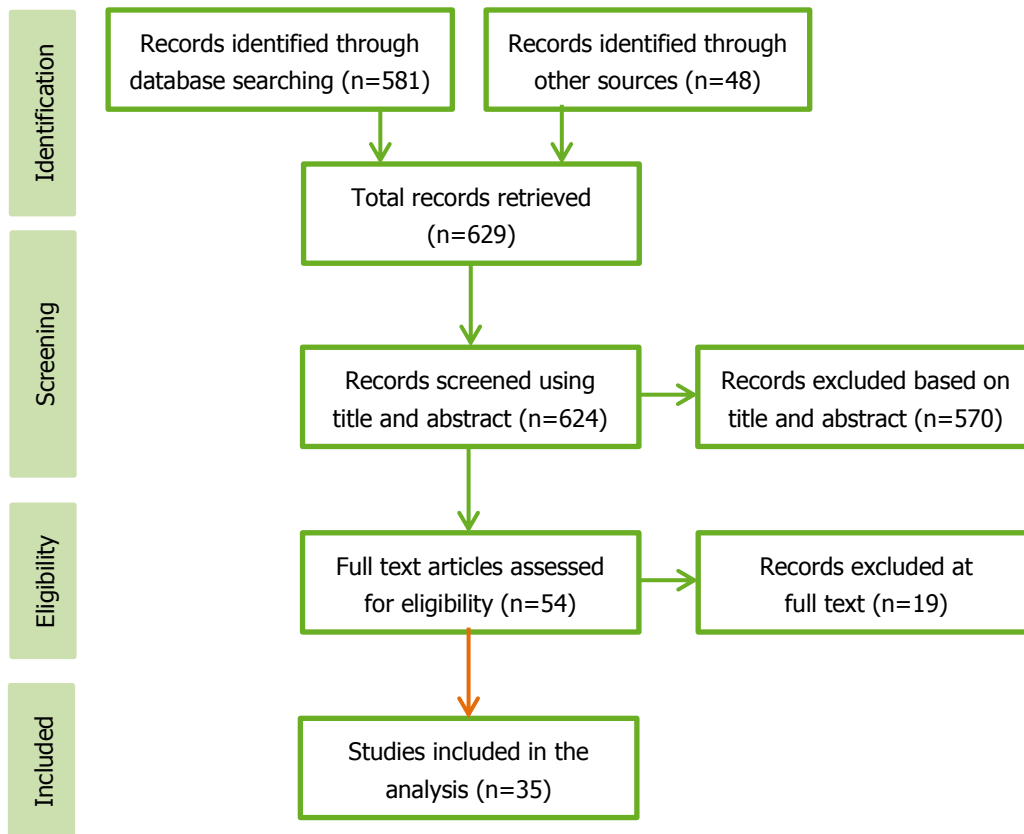 Identification
Records identified through
database searching (n=581)
Records identified through
other sources (n=48)
Total records retrieved
(n=629)
Screening
Records screened using
title and abstract (n=624)
Records excluded based on
title and abstract (n=570)
Eligibility
Full text articles assessed
for eligibility (n=54)
Records excluded at
full text (n=19)
Included
Studies included in the
analysis (n=35)